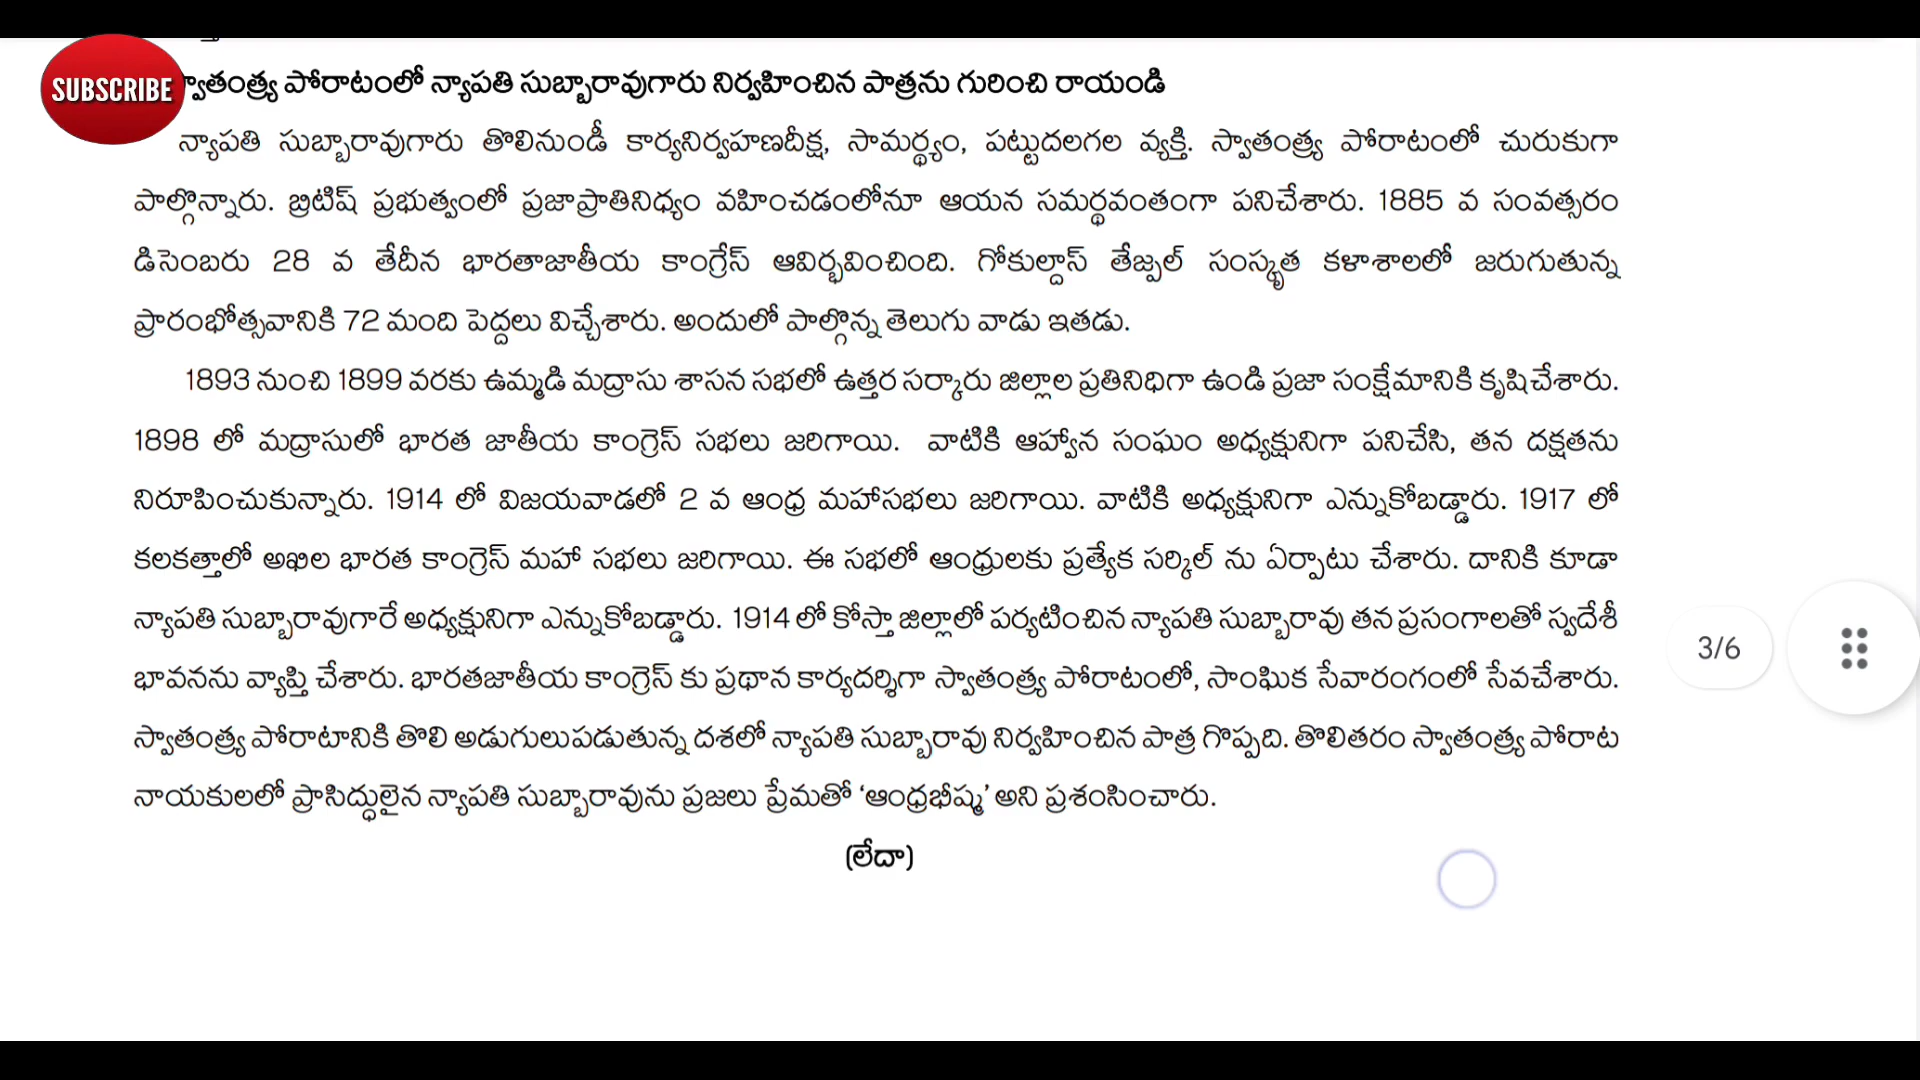 SUBSCRIBE
స్వాతంత్ర్య పోరాటంలో న్యాపతి సుబ్బారావుగారు నిర్వహించిన పాత్రను గురించి రాయండి
న్యాపతి సుబ్బారావుగారు తొలినుండీ కార్యనిర్వహణదీక్ష, సామర్థ్యం, పట్టుదలగల వ్యక్తి. స్వాతంత్ర్య పోరాటంలో చురుకుగా
పాల్గొన్నారు. బ్రిటిష్ ప్రభుత్వంలో ప్రజాప్రాతినిధ్యం వహించడంలోనూ ఆయన సమర్థవంతంగా పనిచేశారు. 1885 వ సంవత్సరం
డిసెంబరు 28 వ తేదీన భారతాజాతీయ కాంగ్రేస్ ఆవిర్భవించింది. గోకుల్దాస్ తేజ్పల్ సంస్కృత కళాశాలలో జరుగుతున్న
ప్రారంభోత్సవానికి 72 మంది పెద్దలు విచ్చేశారు. అందులో పాల్గొన్న తెలుగు వాడు ఇతడు.
1893 నుంచి 1899 వరకు ఉమ్మడి మద్రాసు శాసన సభలో ఉత్తర సర్కారు జిల్లాల ప్రతినిధిగా ఉండి ప్రజా సంక్షేమానికి కృషిచేశారు.
1898 లో మద్రాసులో భారత జాతీయ కాంగ్రెస్ సభలు జరిగాయి. వాటికి ఆహ్వాన సంఘం అధ్యక్షునిగా పనిచేసి, తన దక్షతను
నిరూపించుకున్నారు. 1914 లో విజయవాడలో 2 వ ఆంధ్ర మహాసభలు జరిగాయి. వాటికి అధ్యక్షునిగా ఎన్నుకోబడ్డారు. 1917 లో
కలకత్తాలో అఖిల భారత కాంగ్రెస్ మహా సభలు జరిగాయి. ఈ సభలో ఆంధ్రులకు ప్రత్యేక సర్కిల్ ను ఏర్పాటు చేశారు. దానికి కూడా
న్యాపతి సుబ్బారావుగారే అధ్యక్షునిగా ఎన్నుకోబడ్డారు. 1914 లో కోస్తా జిల్లాలో పర్యటించిన న్యాపతి సుబ్బారావు తన ప్రసంగాలతో స్వదేశీ
భావనను వ్యాప్తి చేశారు. భారతజాతీయ కాంగ్రెస్ కు ప్రథాన కార్యదర్శిగా స్వాతంత్ర్య పోరాటంలో, సాంఘిక సేవారంగంలో సేవచేశారు.
స్వాతంత్ర్య పోరాటానికి తొలి అడుగులుపడుతున్న దశలో న్యాపతి సుబ్బారావు నిర్వహించిన పాత్ర గొప్పది. తొలితరం స్వాతంత్ర్య పోరాట
నాయకులలో ప్రాసిద్ధులైన న్యాపతి సుబ్బారావును ప్రజలు ప్రేమతో ‘ఆంధ్రభీష్మ’ అని ప్రశంసించారు.
(లేదా)
3/6